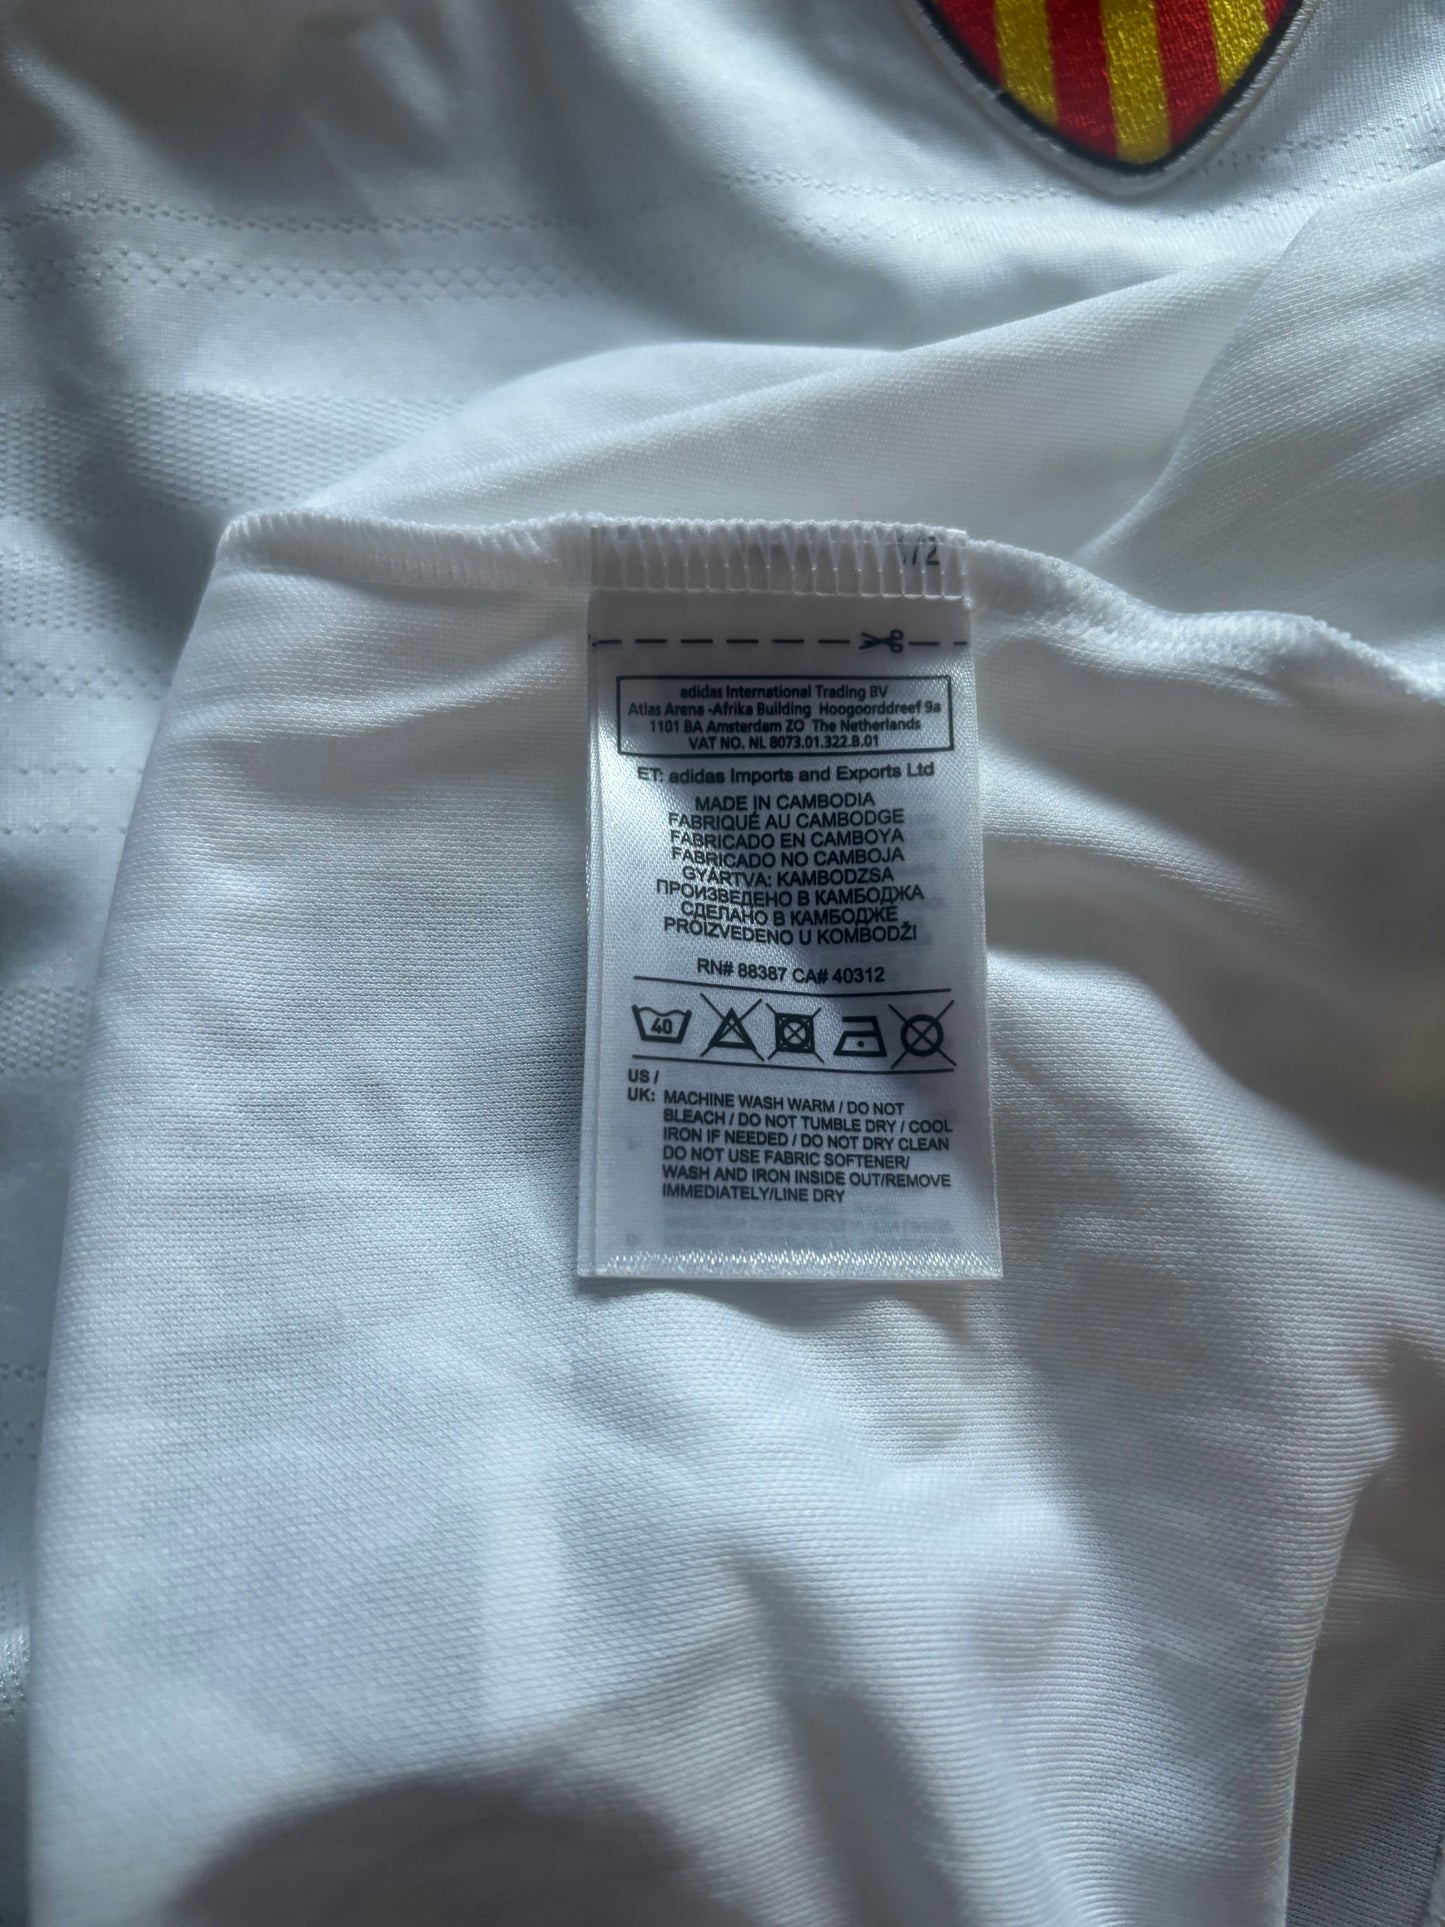 1/2
adidas International Trading BV
Atlas Arena -Afrika Building Hoogoorddreef 9a
1101 BA Amsterdam ZO The Netherlands
VAT NO. NL 8073.01.322.B.01
ET: adidas Imports and Exports Ltd
MADE IN CAMBODIA
FABRIQUÉ AU CAMBODGE
FABRICADO EN CAMBOYA
FABRICADO NO CAMBOJA
GYÁRTVA: KAMBODZSA
ПРОИЗВЕДЕНО В КАМБОДЖА
СДЕЛАНО В КАМБОДЖЕ
PROIZVEDENO U KOMBODŽI
RN# 88387 CA# 40312
40
US /
UK: MACHINE WASH WARM / DO NOT
BLEACH / DO NOT TUMBLE DRY / COOL
IRON IF NEEDED / DO NOT DRY CLEAN
DO NOT USE FABRIC SOFTENER/
WASH AND IRON INSIDE OUT/REMOVE
IMMEDIATELY/LINE DRY